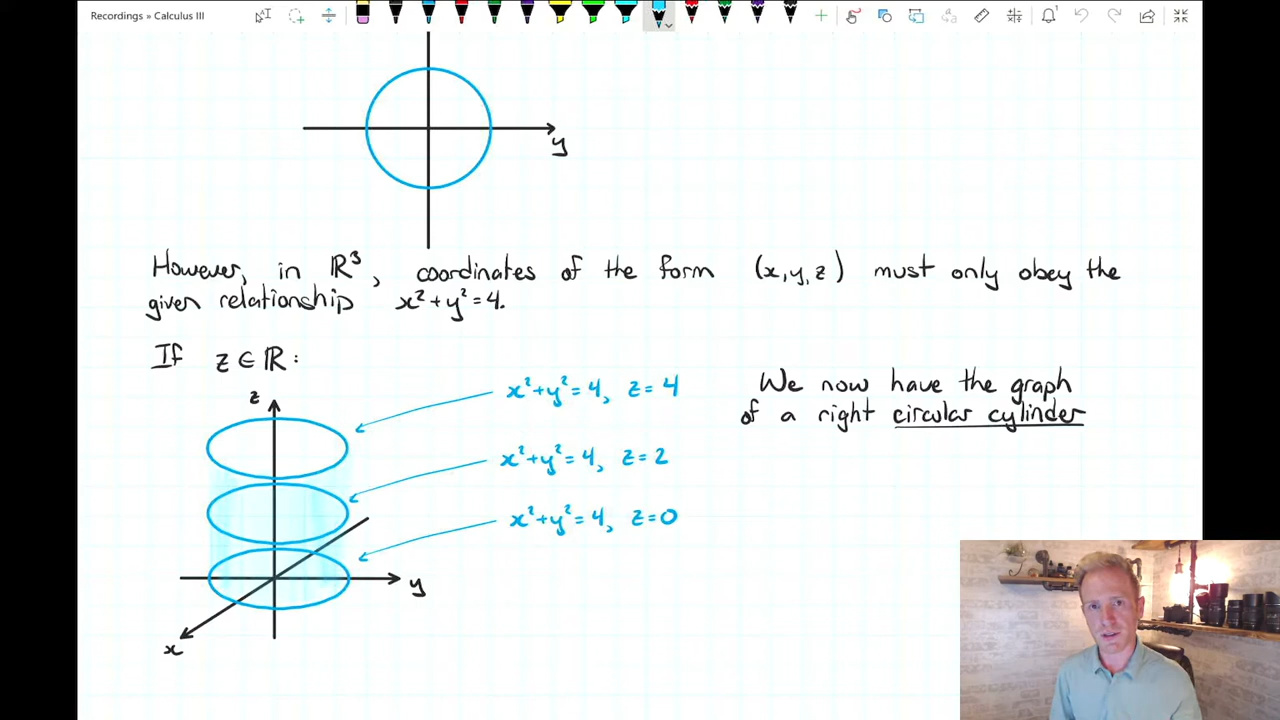 Recordings » Calculus III
y
However, in ℝ³, coordinates of the form (x, y, z) must only obey the
given relationship x² + y² = 4.
If z ∈ ℝ:
z
x² + y² = 4, z = 4
We now have the graph
of a right circular cylinder
x² + y² = 4, z = 2
x² + y² = 4, z = 0
y
x